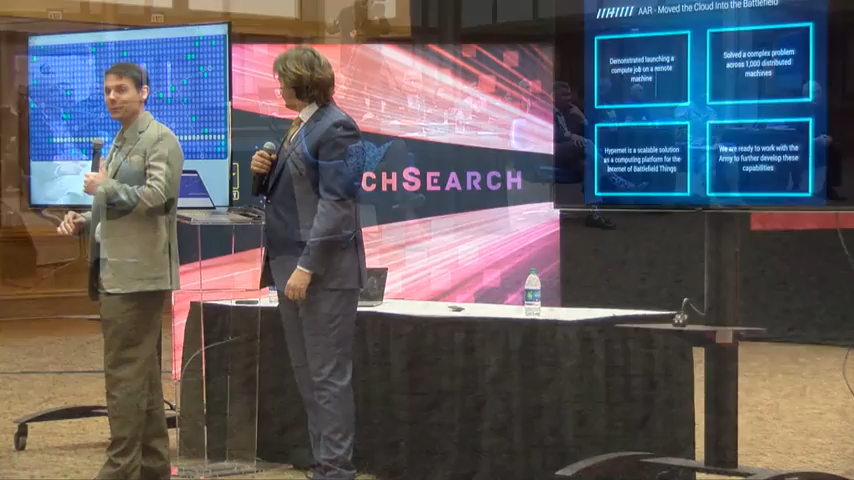 AAR - Moved the Cloud Into the Battlefield
Demonstrated launching a
compute job on a remote
machine
Solved a complex problem
across 1,000 distributed
machines
Hypernet is a scalable solution
as a computing platform for the
Internet of Battlefield Things
We are ready to work with the
Army to further develop these
capabilities
CHSEARCH